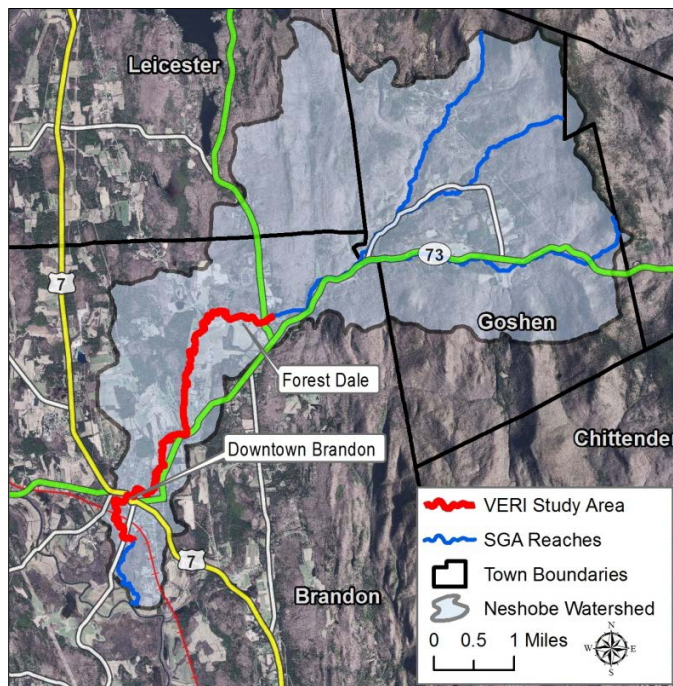 Leicester
73
7
Goshen
Forest Dale
Chittenden
Downtown Brandon
7
Brandon
VERI Study Area
SGA Reaches
Town Boundaries
Neshobe Watershed
0 0.5 1 Miles
N
W E
S